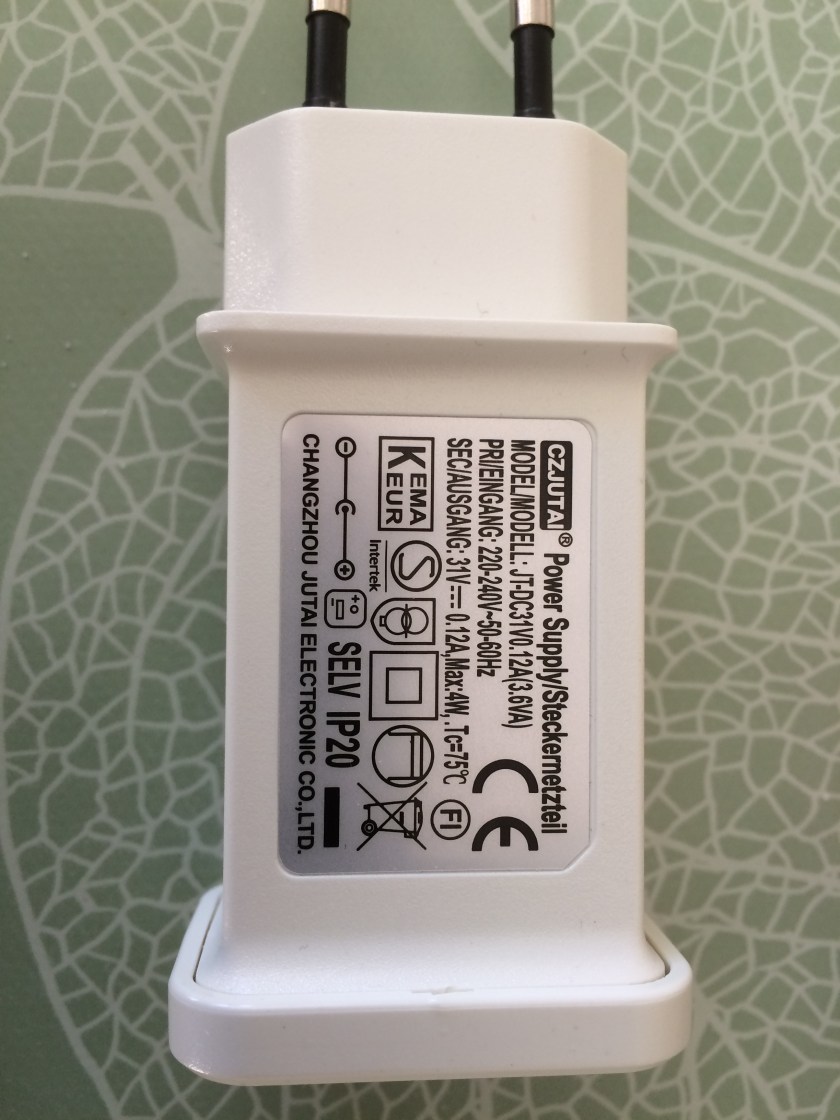 CZJUTAI® Power Supply/Steckernetzteil
MODEL/MODELL: JT-DC31V0.12A(3.6VA)
PRI/EINGANG: 220-240V~50-60Hz
SEC/AUSGANG: 31V⎓ 0.12A,Max:4W, .Tc=75℃
CE
FI
KEMA
KEUR
S
Intertek
SELV IP20
CHANGZHOU JUTAI ELECTRONIC CO.,LTD.